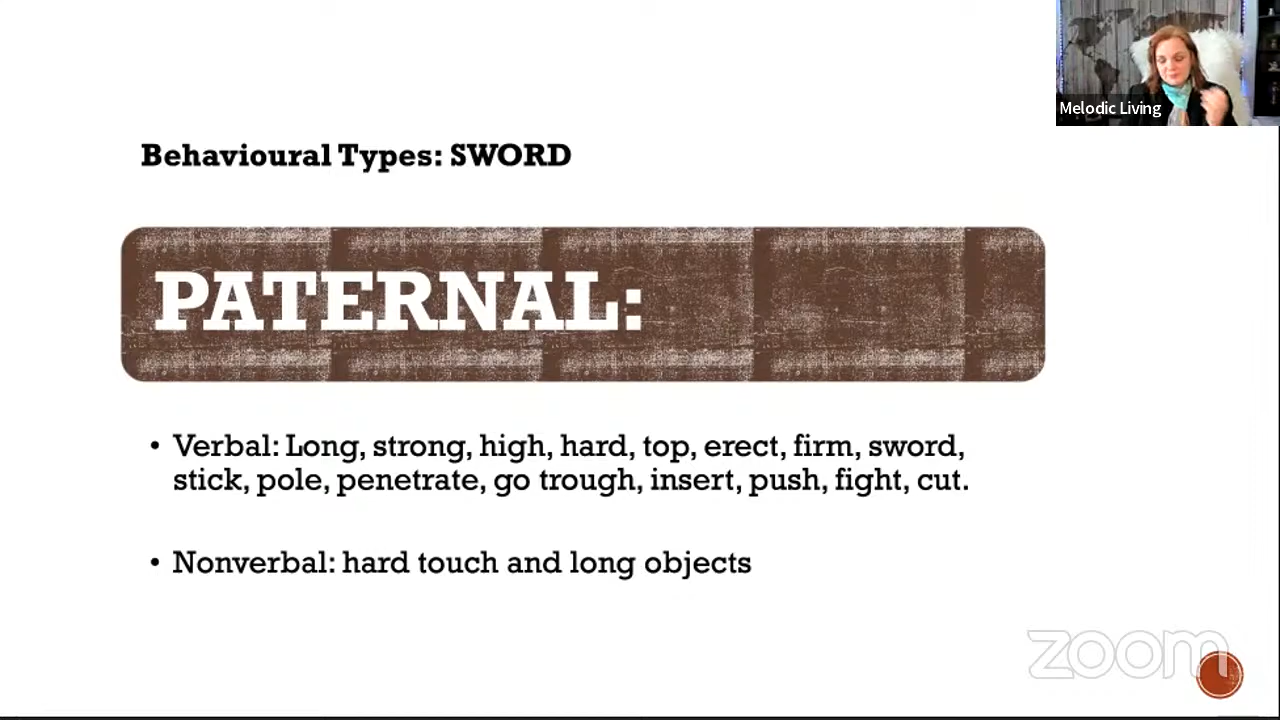 Melodic Living
Behavioural Types: SWORD
PATERNAL:
• Verbal: Long, strong, high, hard, top, erect, firm, sword,
stick, pole, penetrate, go trough, insert, push, fight, cut.
• Nonverbal: hard touch and long objects
zoom